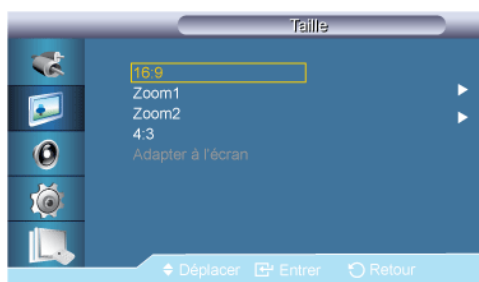 Taille
16:9
Zoom1
Zoom2
4:3
Adapter à l'écran
Déplacer Entrer Retour